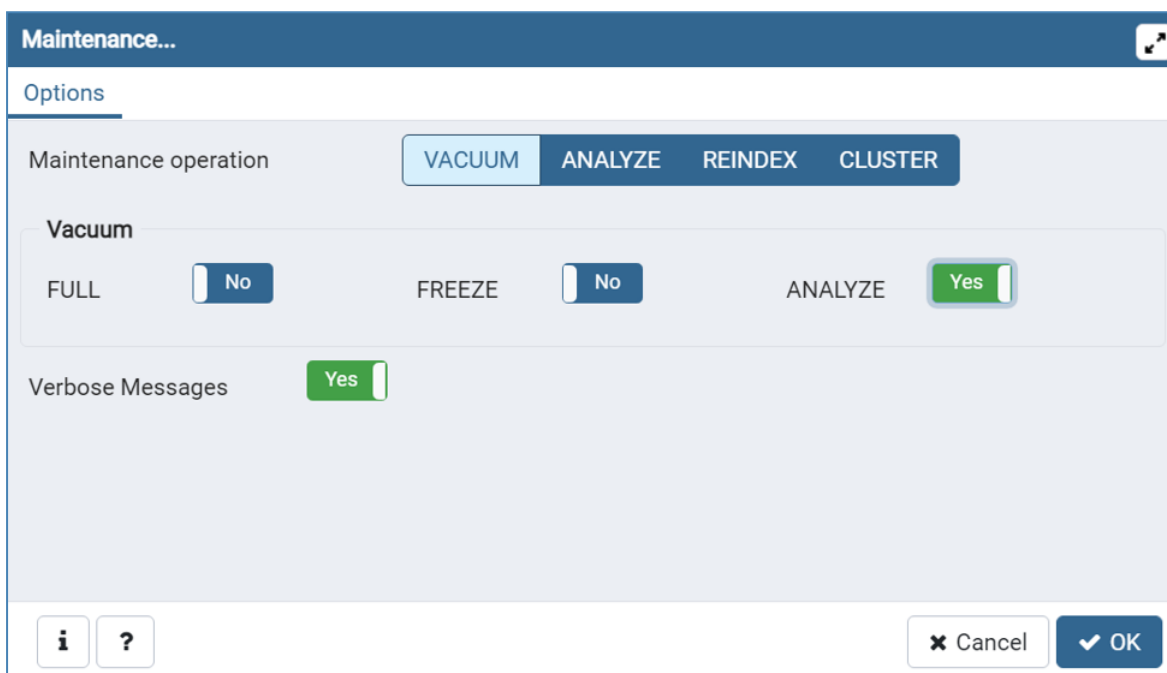 Maintenance...
Options
Maintenance operation VACUUM ANALYZE REINDEX CLUSTER
Vacuum
FULL No FREEZE No ANALYZE Yes
Verbose Messages Yes
i ? Cancel OK